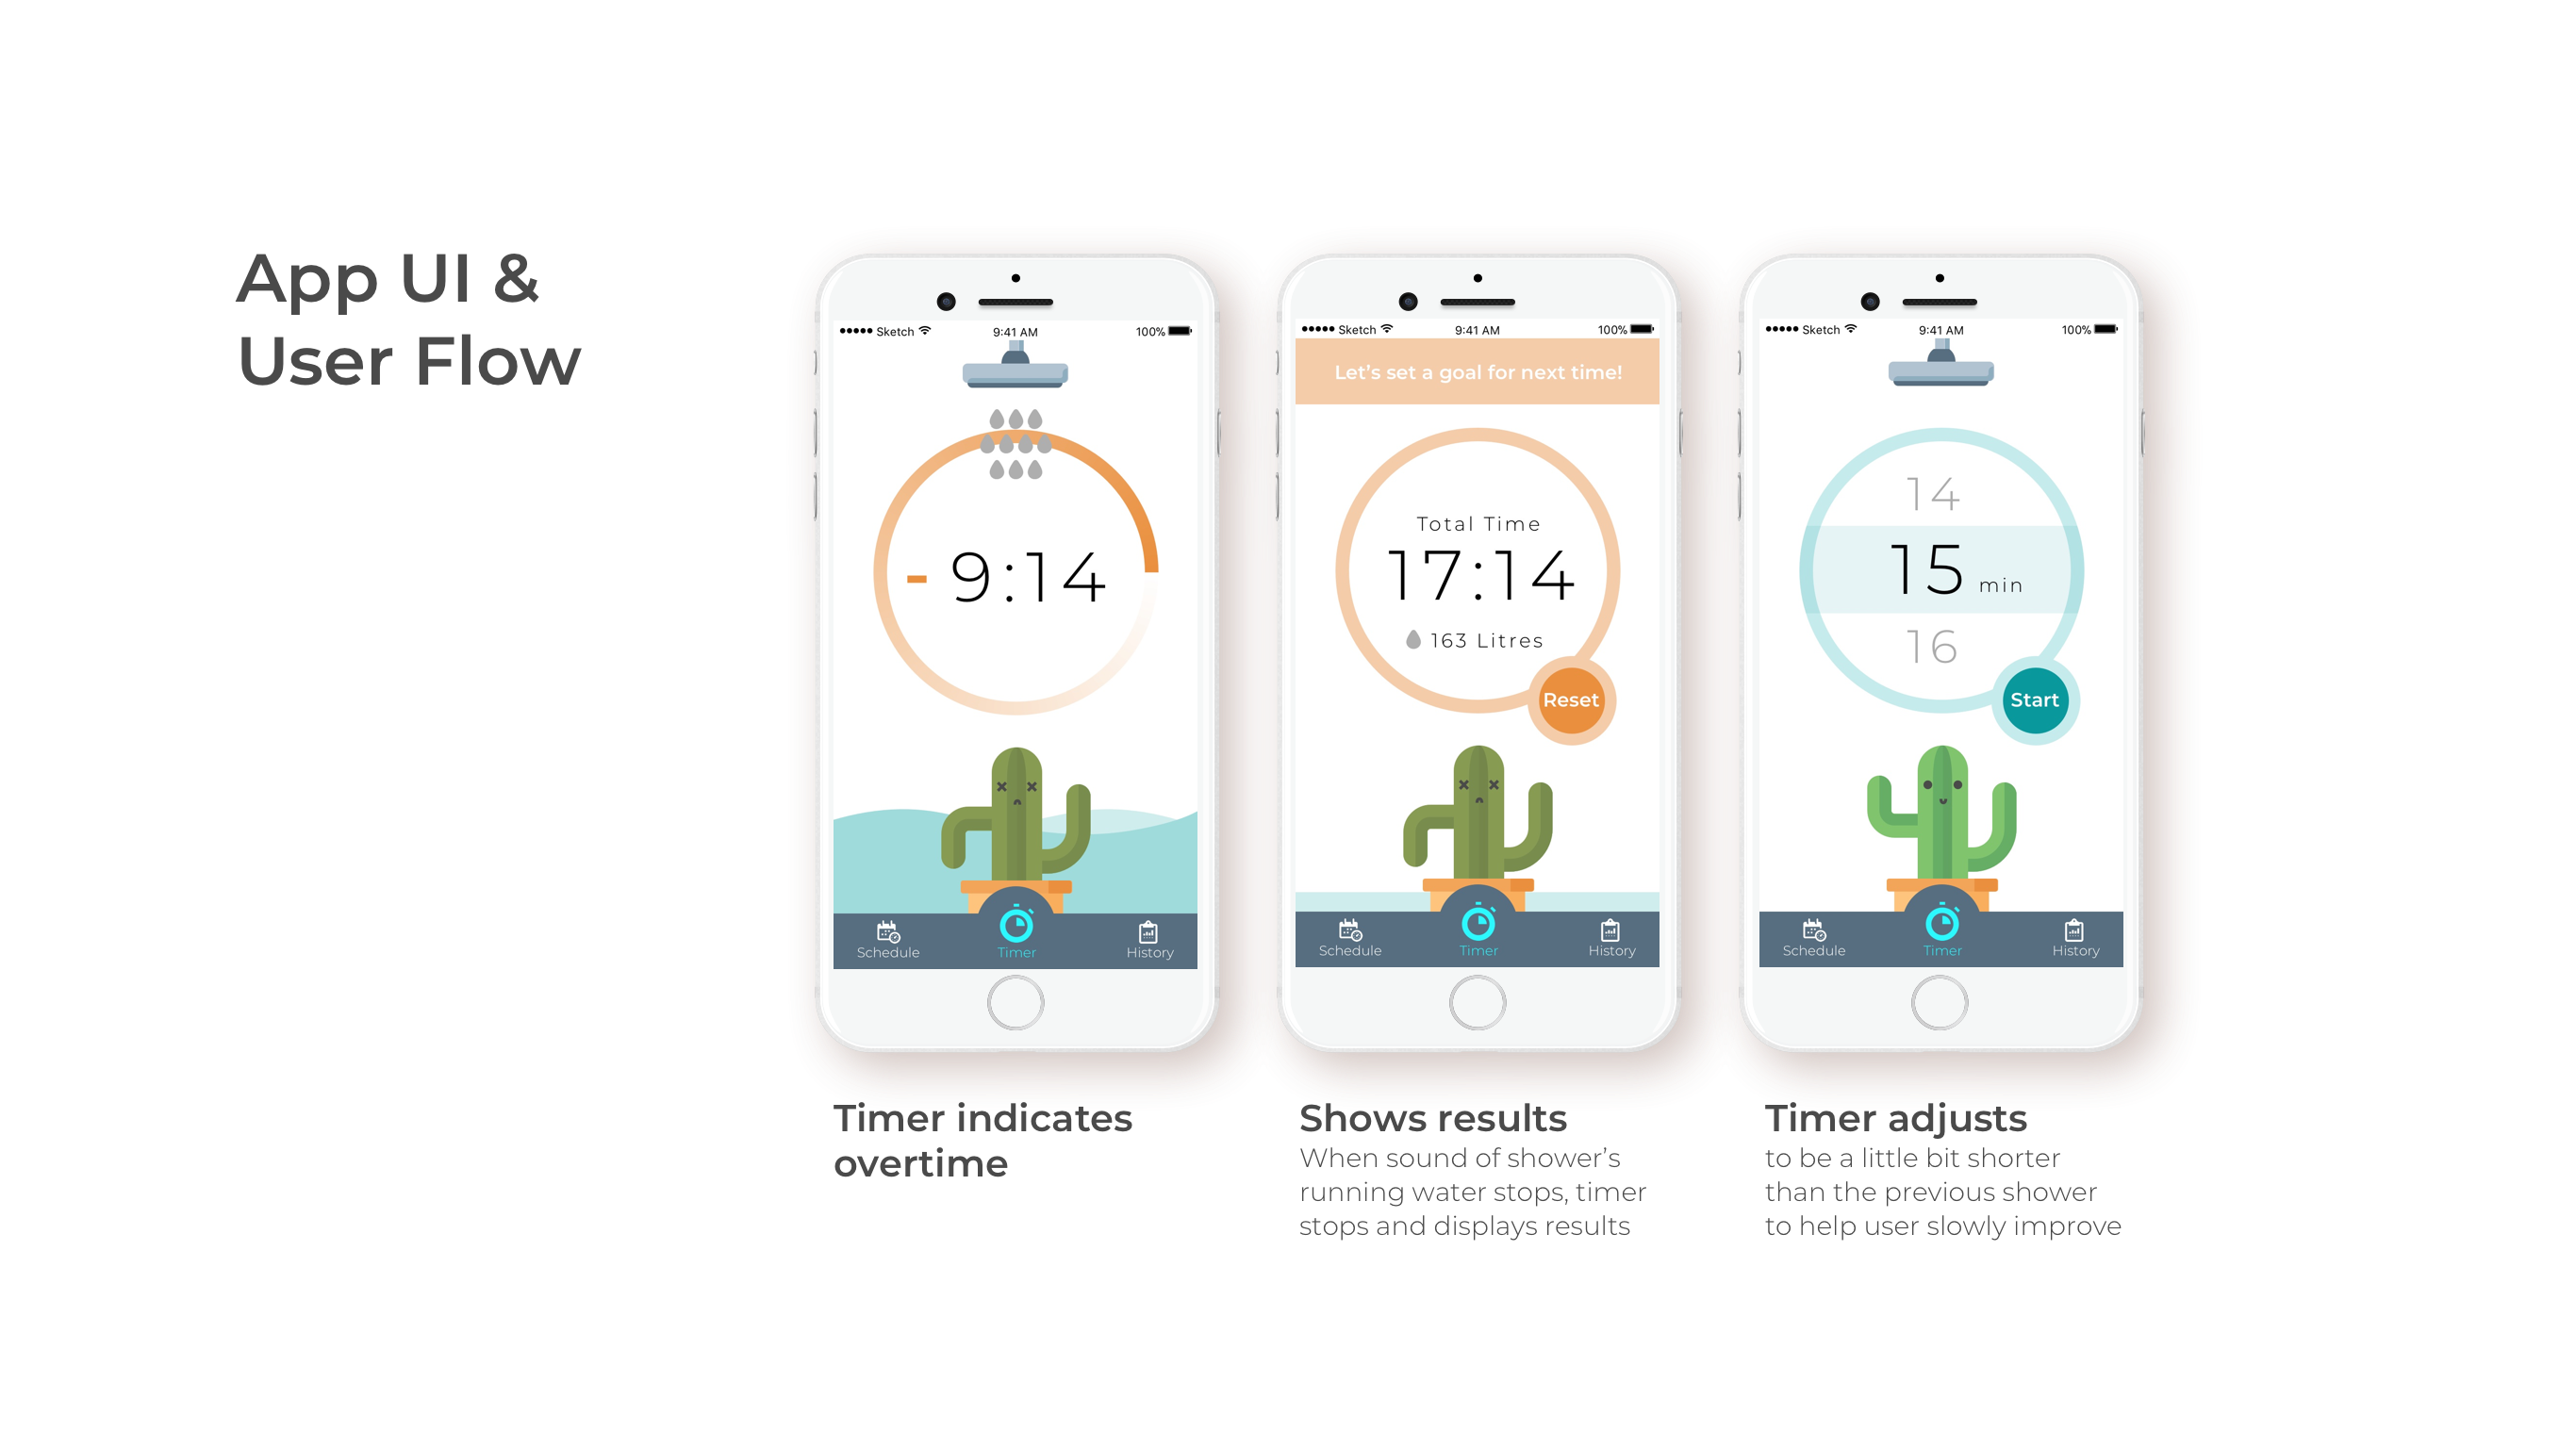 App UI &
User Flow
Sketch 9:41 AM 100%
- 9:14
Schedule Timer History
Timer indicates
overtime
Sketch 9:41 AM 100%
Let's set a goal for next time!
Total Time
17:14
163 Litres
Reset
Schedule Timer History
Shows results
When sound of shower's
running water stops, timer
stops and displays results
Sketch 9:41 AM 100%
14
15 min
16
Start
Schedule Timer History
Timer adjusts
to be a little bit shorter
than the previous shower
to help user slowly improve